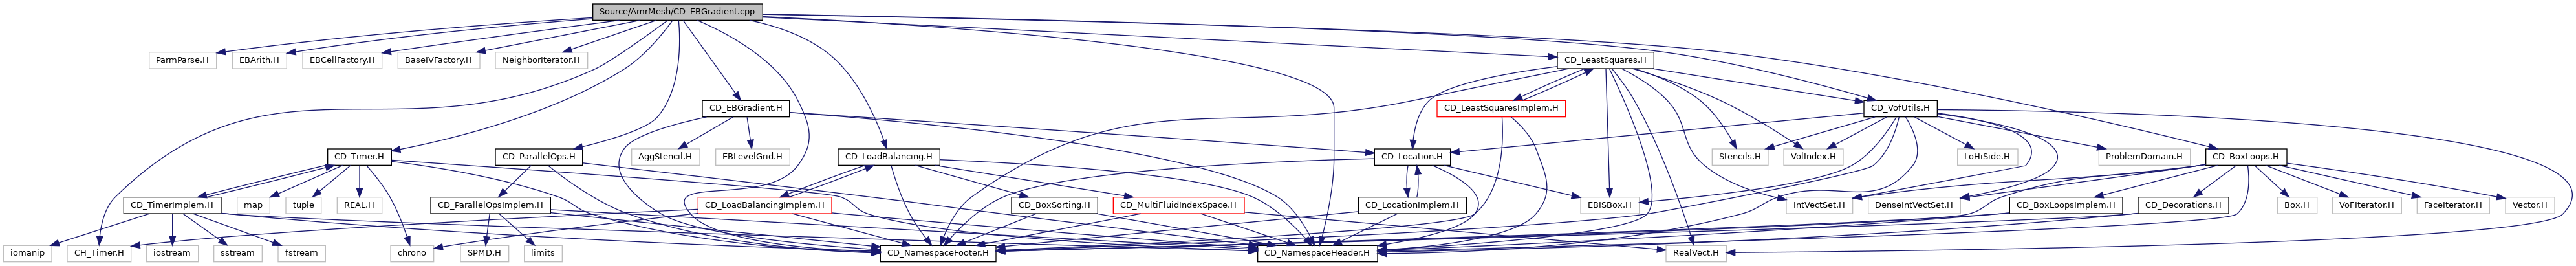 Source/AmrMesh/CD_EBGradient.cpp
ParmParse.H
EBArith.H
EBCellFactory.H
BaseIVFactory.H
NeighborIterator.H
CD_LeastSquares.H
CD_EBGradient.H
CD_LeastSquaresImplem.H
CD_VofUtils.H
CD_Timer.H
CD_ParallelOps.H
AggStencil.H
EBLevelGrid.H
CD_LoadBalancing.H
CD_Location.H
Stencils.H
VolIndex.H
LoHiSide.H
ProblemDomain.H
CD_BoxLoops.H
CD_TimerImplem.H
map
tuple
REAL.H
CD_ParallelOpsImplem.H
CD_LoadBalancingImplem.H
CD_BoxSorting.H
CD_MultiFluidIndexSpace.H
CD_LocationImplem.H
EBISBox.H
IntVectSet.H
DenseIntVectSet.H
CD_BoxLoopsImplem.H
CD_Decorations.H
Box.H
VoFIterator.H
FaceIterator.H
Vector.H
iomanip
CH_Timer.H
iostream
sstream
fstream
chrono
SPMD.H
limits
CD_NamespaceFooter.H
CD_NamespaceHeader.H
RealVect.H